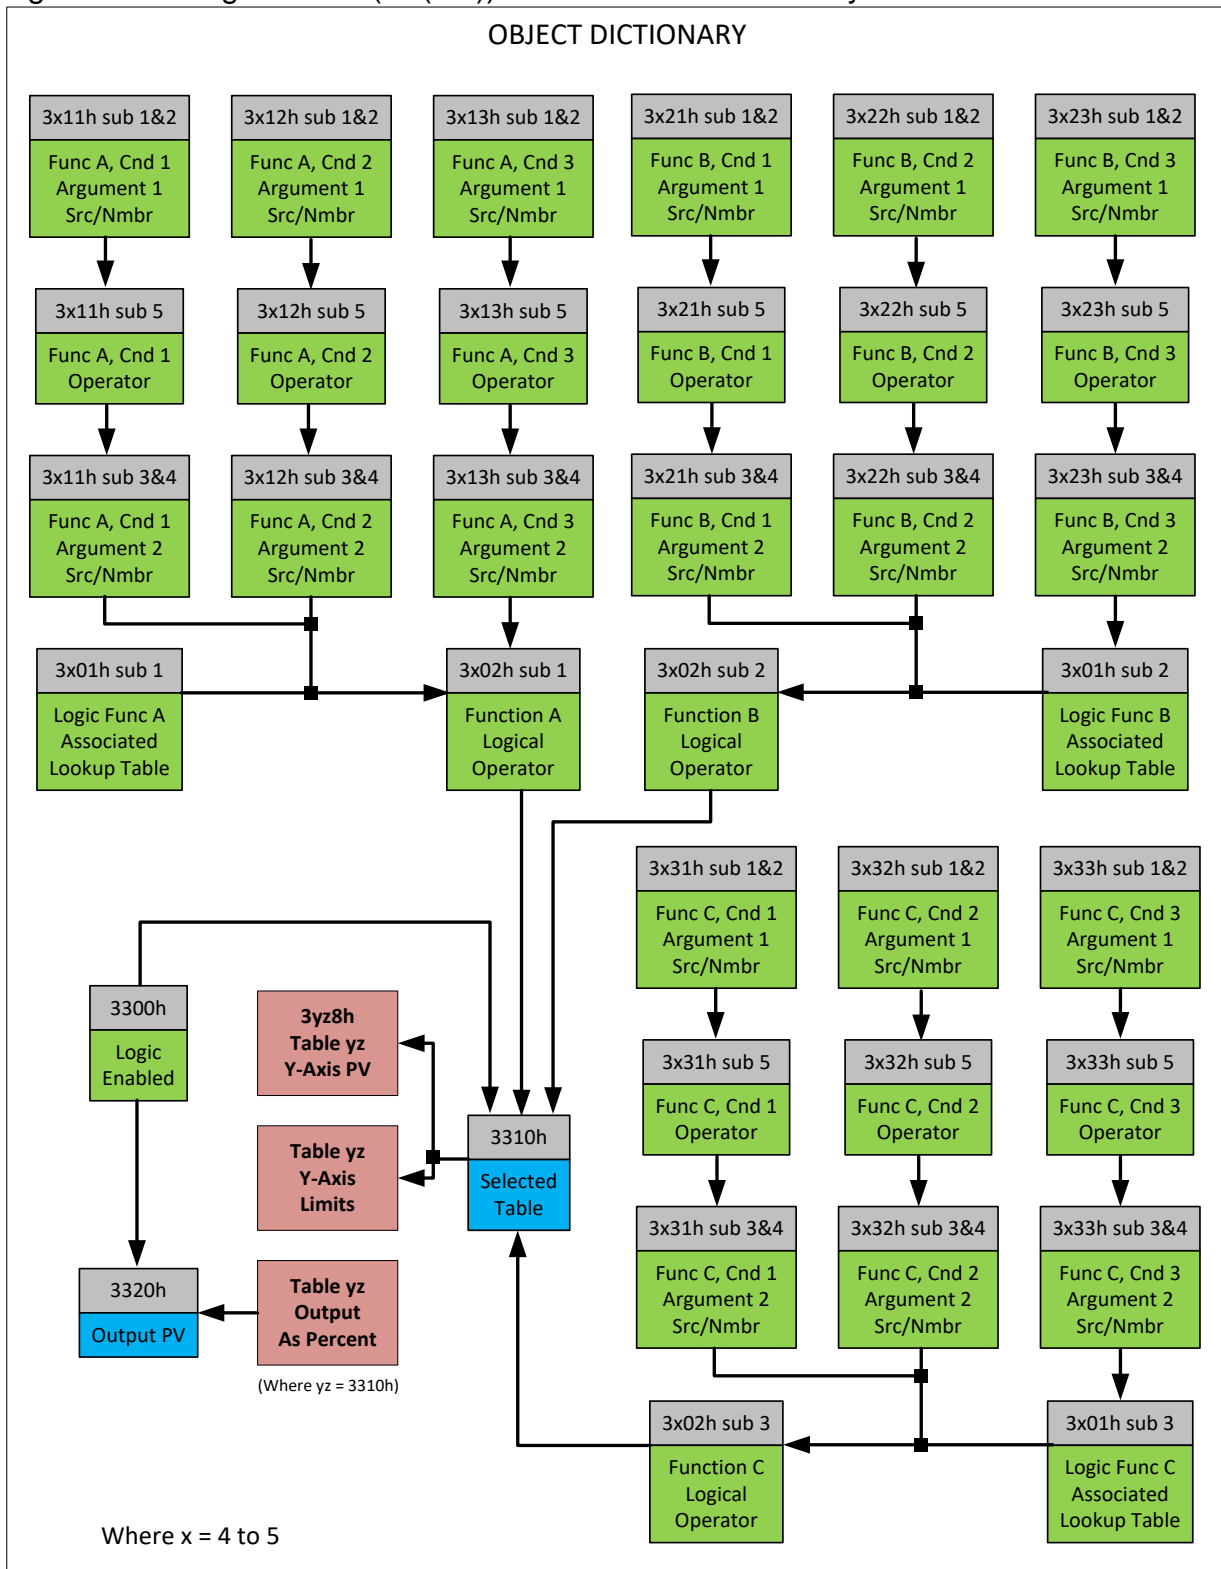 OBJECT DICTIONARY
3x11h sub 1&2
Func A, Cnd 1
Argument 1
Src/Nmbr
3x12h sub 1&2
Func A, Cnd 2
Argument 1
Src/Nmbr
3x13h sub 1&2
Func A, Cnd 3
Argument 1
Src/Nmbr
3x21h sub 1&2
Func B, Cnd 1
Argument 1
Src/Nmbr
3x22h sub 1&2
Func B, Cnd 2
Argument 1
Src/Nmbr
3x23h sub 1&2
Func B, Cnd 3
Argument 1
Src/Nmbr
3x11h sub 5
Func A, Cnd 1
Operator
3x12h sub 5
Func A, Cnd 2
Operator
3x13h sub 5
Func A, Cnd 3
Operator
3x21h sub 5
Func B, Cnd 1
Operator
3x22h sub 5
Func B, Cnd 2
Operator
3x23h sub 5
Func B, Cnd 3
Operator
3x11h sub 3&4
Func A, Cnd 1
Argument 2
Src/Nmbr
3x12h sub 3&4
Func A, Cnd 2
Argument 2
Src/Nmbr
3x13h sub 3&4
Func A, Cnd 3
Argument 2
Src/Nmbr
3x21h sub 3&4
Func B, Cnd 1
Argument 2
Src/Nmbr
3x22h sub 3&4
Func B, Cnd 2
Argument 2
Src/Nmbr
3x23h sub 3&4
Func B, Cnd 3
Argument 2
Src/Nmbr
3x01h sub 1
Logic Func A
Associated
Lookup Table
3x02h sub 1
Function A
Logical
Operator
3x02h sub 2
Function B
Logical
Operator
3x01h sub 2
Logic Func B
Associated
Lookup Table
3x31h sub 1&2
Func C, Cnd 1
Argument 1
Src/Nmbr
3x32h sub 1&2
Func C, Cnd 2
Argument 1
Src/Nmbr
3x33h sub 1&2
Func C, Cnd 3
Argument 1
Src/Nmbr
3300h
Logic
Enabled
3yz8h
Table yz
Y-Axis PV
3x31h sub 5
Func C, Cnd 1
Operator
3x32h sub 5
Func C, Cnd 2
Operator
3x33h sub 5
Func C, Cnd 3
Operator
Table yz
Y-Axis
Limits
3310h
Selected
Table
3x31h sub 3&4
Func C, Cnd 1
Argument 2
Src/Nmbr
3x32h sub 3&4
Func C, Cnd 2
Argument 2
Src/Nmbr
3x33h sub 3&4
Func C, Cnd 3
Argument 2
Src/Nmbr
3320h
Output PV
Table yz
Output
As Percent
(Where yz = 3310h)
3x02h sub 3
Function C
Logical
Operator
3x01h sub 3
Logic Func C
Associated
Lookup Table
Where x = 4 to 5